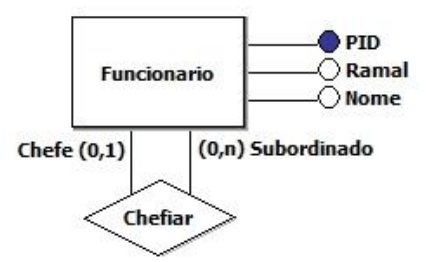 PID
Funcionario
Ramal
Nome
Chefe (0,1)
(0,n) Subordinado
Chefiar